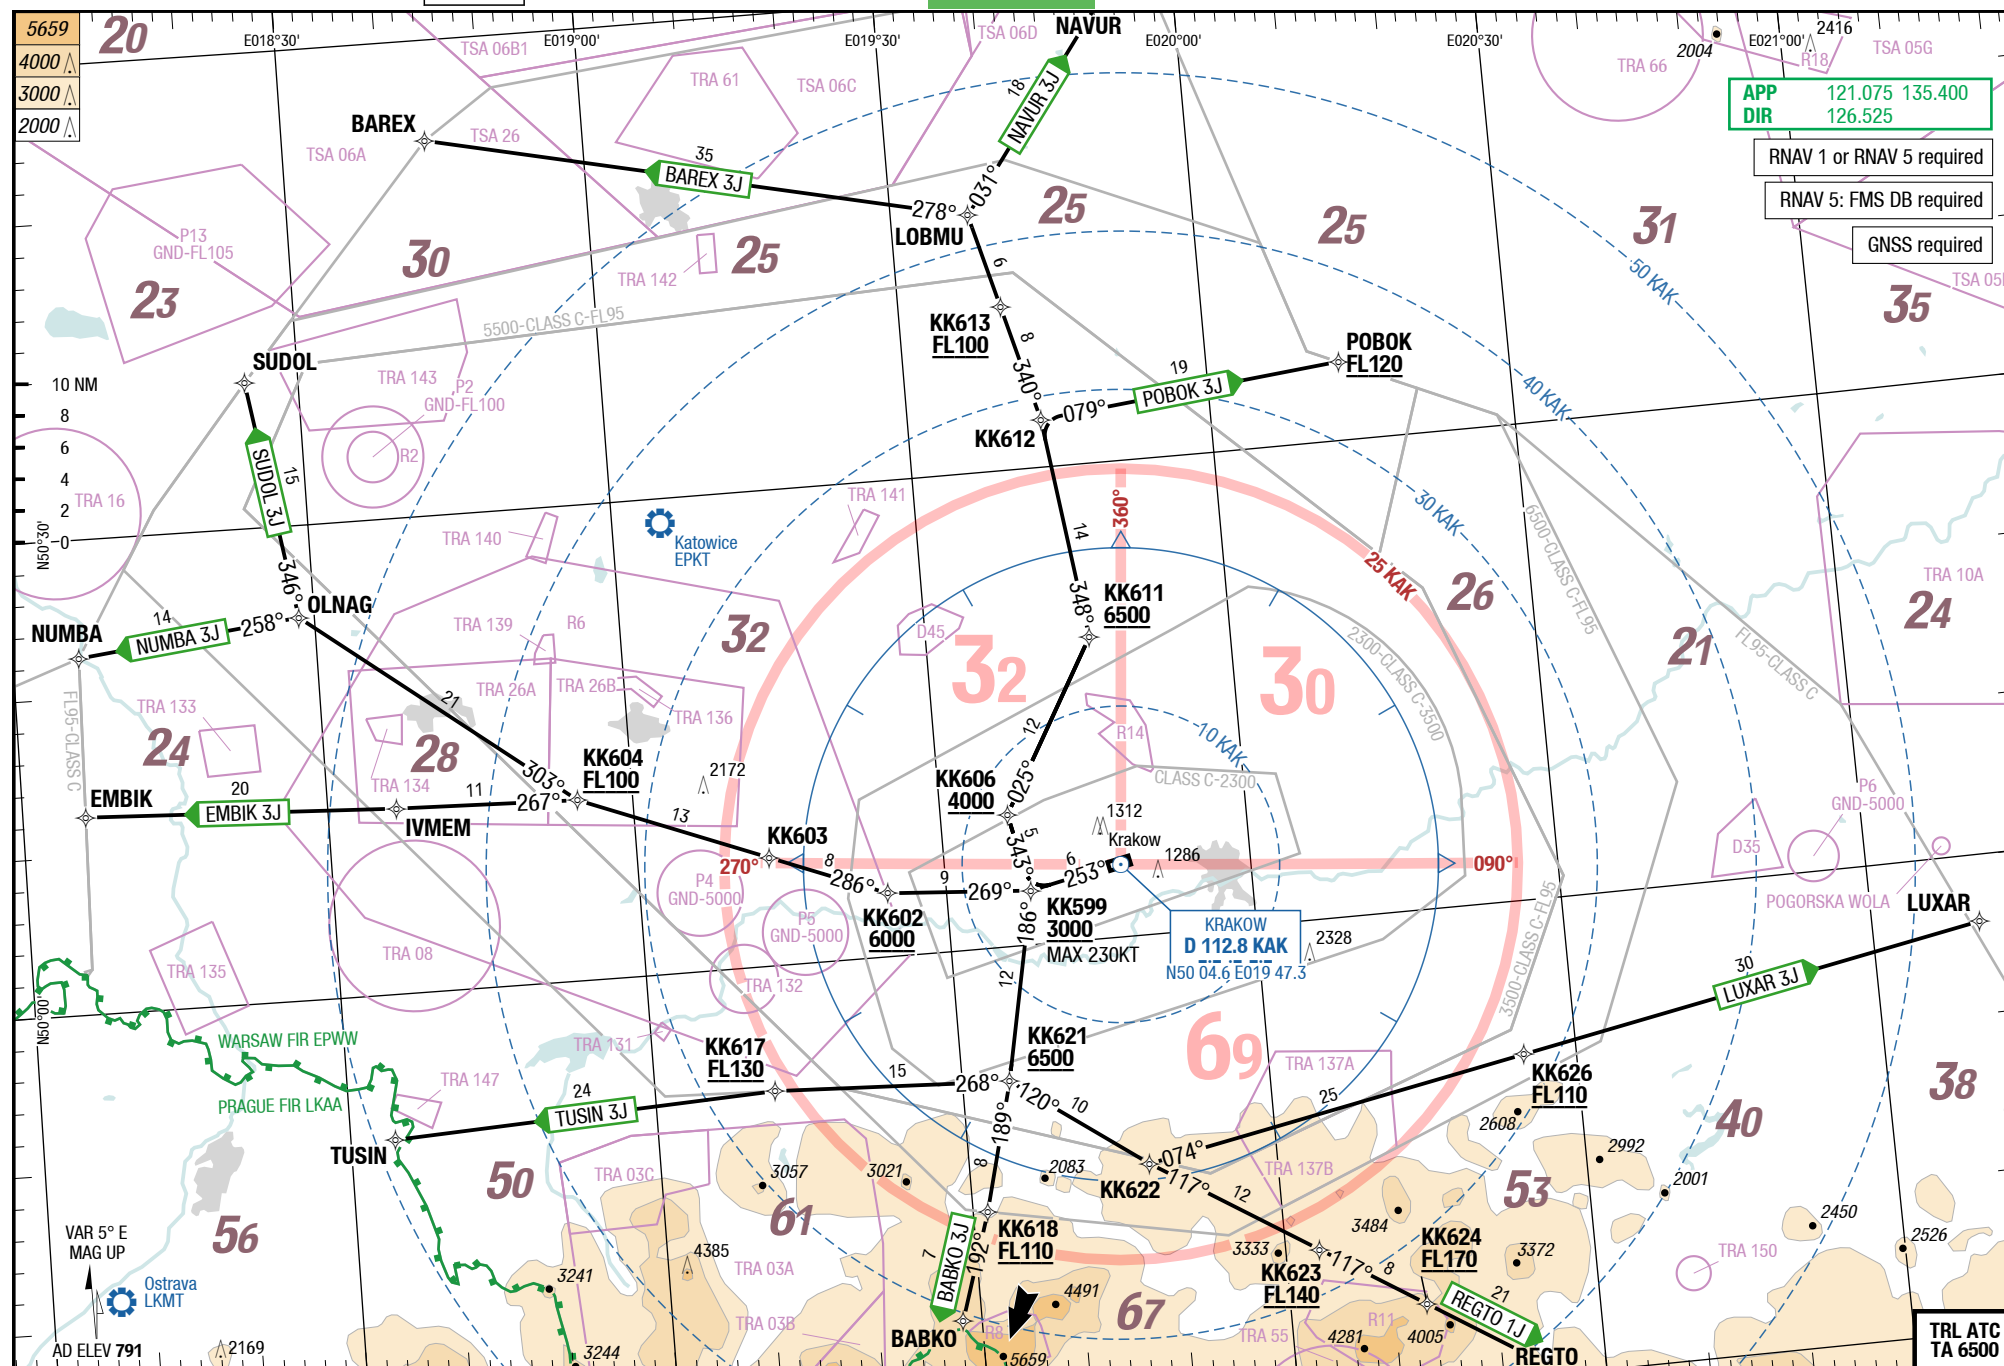 5659
4000
3000
2000
20
E018°30'
E019°00'
E019°30'
E020°00'
E020°30'
E021°00'
NAVUR
TSA 06B1
TSA 06D
TRA 61
TSA 06C
TRA 66
2004
2416
R18
TSA 05G
APP 121.075 135.400
DIR 126.525
RNAV 1 or RNAV 5 required
RNAV 5: FMS DB required
GNSS required
18
NAVUR 3J
031°
BAREX
TSA 26
TSA 06A
35
BAREX 3J
278°
LOBMU
P13
GND-FL105
23
30
25
25
25
31
35
TSA 05
TRA 142
5500-CLASS C-FL95
50 KAK
6
KK613
FL100
8
340°
KK612
079°
19
POBOK 3J
POBOK
FL120
40 KAK
SUDOL
TRA 143
P2
GND-FL100
R2
10 NM
8
6
4
2
0
TRA 16
N50°30'
15
SUDOL 3J
346°
OLNAG
14
NUMBA 3J
258°
NUMBA
TRA 140
Katowice
EPKT
TRA 141
14
348°
KK611
6500
360°
30 KAK
25 KAK
6500-CLASS C-FL95
26
TRA 10A
24
21
FL95-CLASS C
2300-CLASS C-3500
TRA 139
R6
32
D45
32
30
TRA 26A
TRA 26B
TRA 136
TRA 133
24
FL95-CLASS C
21
28
TRA 134
303°
KK604
FL100
2172
12
025°
KK606
4000
R14
10 KAK
CLASS C-2300
EMBIK
20
EMBIK 3J
11
267°
IVMEM
13
KK603
8
286°
270°
9
269°
5
343°
6
253°
1312
Krakow
1286
090°
P6
GND-5000
D35
POGORSKA WOLA
LUXAR
P4
GND-5000
P5
GND-5000
KK602
6000
KK599
3000
MAX 230KT
186°
KRAKOW
D 112.8 KAK
N50 04.6 E019 47.3
2328
TRA 08
TRA 135
TRA 132
12
3500-CLASS C-FL95
30
LUXAR 3J
N50°00'
WARSAW FIR EPWW
PRAGUE FIR LKAA
TRA 131
KK617
FL130
KK621
6500
69
TRA 137A
KK626
FL110
38
TRA 147
24
TUSIN 3J
15
268°
120°
10
25
2608
40
TUSIN
189°
074°
50
TRA 03C
3057
3021
8
2083
KK622
117°
TRA 137B
12
2992
53
2001
56
61
KK618
FL110
3484
2450
2526
VAR 5° E
MAG UP
4385
TRA 03A
7
BABKO 3J
192°
3333
KK623
FL140
117°
8
KK624
FL170
3372
TRA 150
Ostrava
LKMT
3241
4491
67
21
REGTO 1J
R11
TRA 03B
BABKO
R8
TRA 55
4281
4005
AD ELEV 791
2169
3244
5659
REGTO
TRL ATC
TA 6500